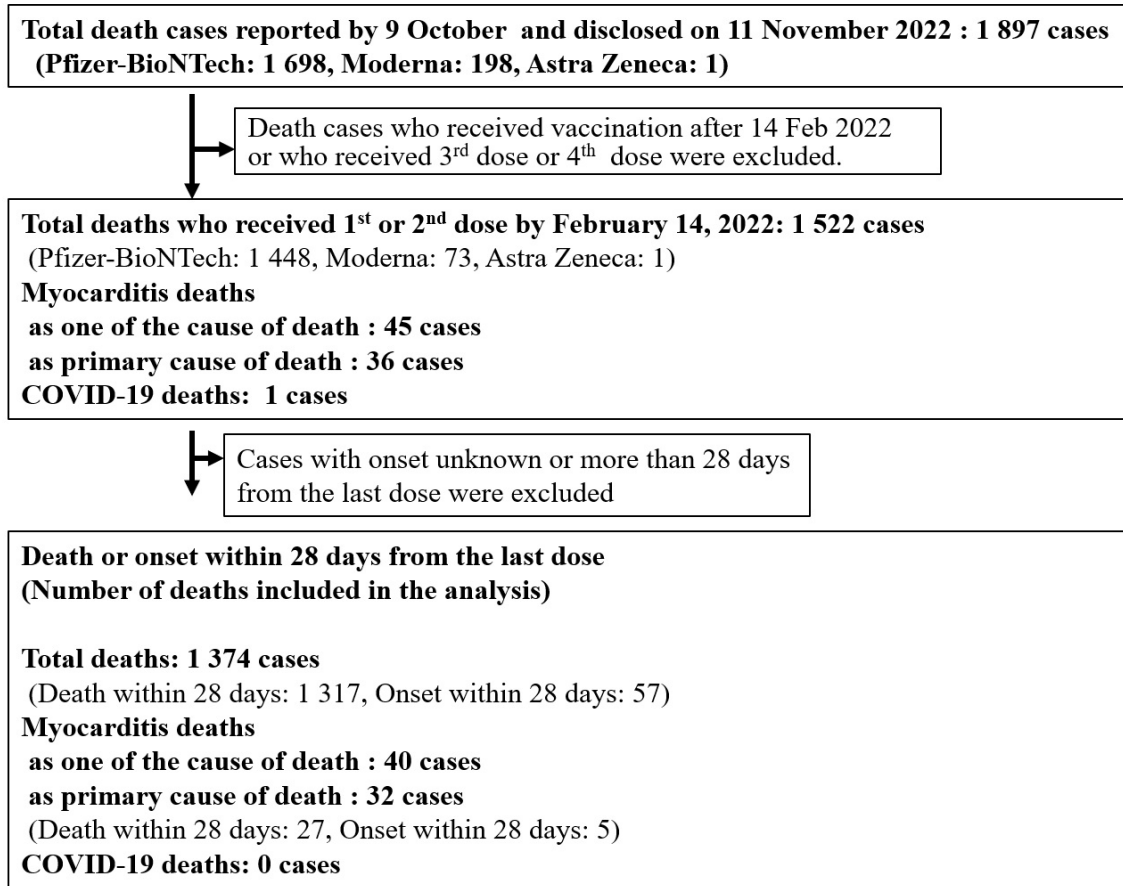 Total death cases reported by 9 October and disclosed on 11 November 2022 : 1 897 cases
(Pfizer-BioNTech: 1 698, Moderna: 198, Astra Zeneca: 1)
Death cases who received vaccination after 14 Feb 2022
or who received 3rd dose or 4th dose were excluded.
Total deaths who received 1st or 2nd dose by February 14, 2022: 1 522 cases
(Pfizer-BioNTech: 1 448, Moderna: 73, Astra Zeneca: 1)
Myocarditis deaths
as one of the cause of death : 45 cases
as primary cause of death : 36 cases
COVID-19 deaths: 1 cases
Cases with onset unknown or more than 28 days
from the last dose were excluded
Death or onset within 28 days from the last dose
(Number of deaths included in the analysis)
Total deaths: 1 374 cases
(Death within 28 days: 1 317, Onset within 28 days: 57)
Myocarditis deaths
as one of the cause of death : 40 cases
as primary cause of death : 32 cases
(Death within 28 days: 27, Onset within 28 days: 5)
COVID-19 deaths: 0 cases